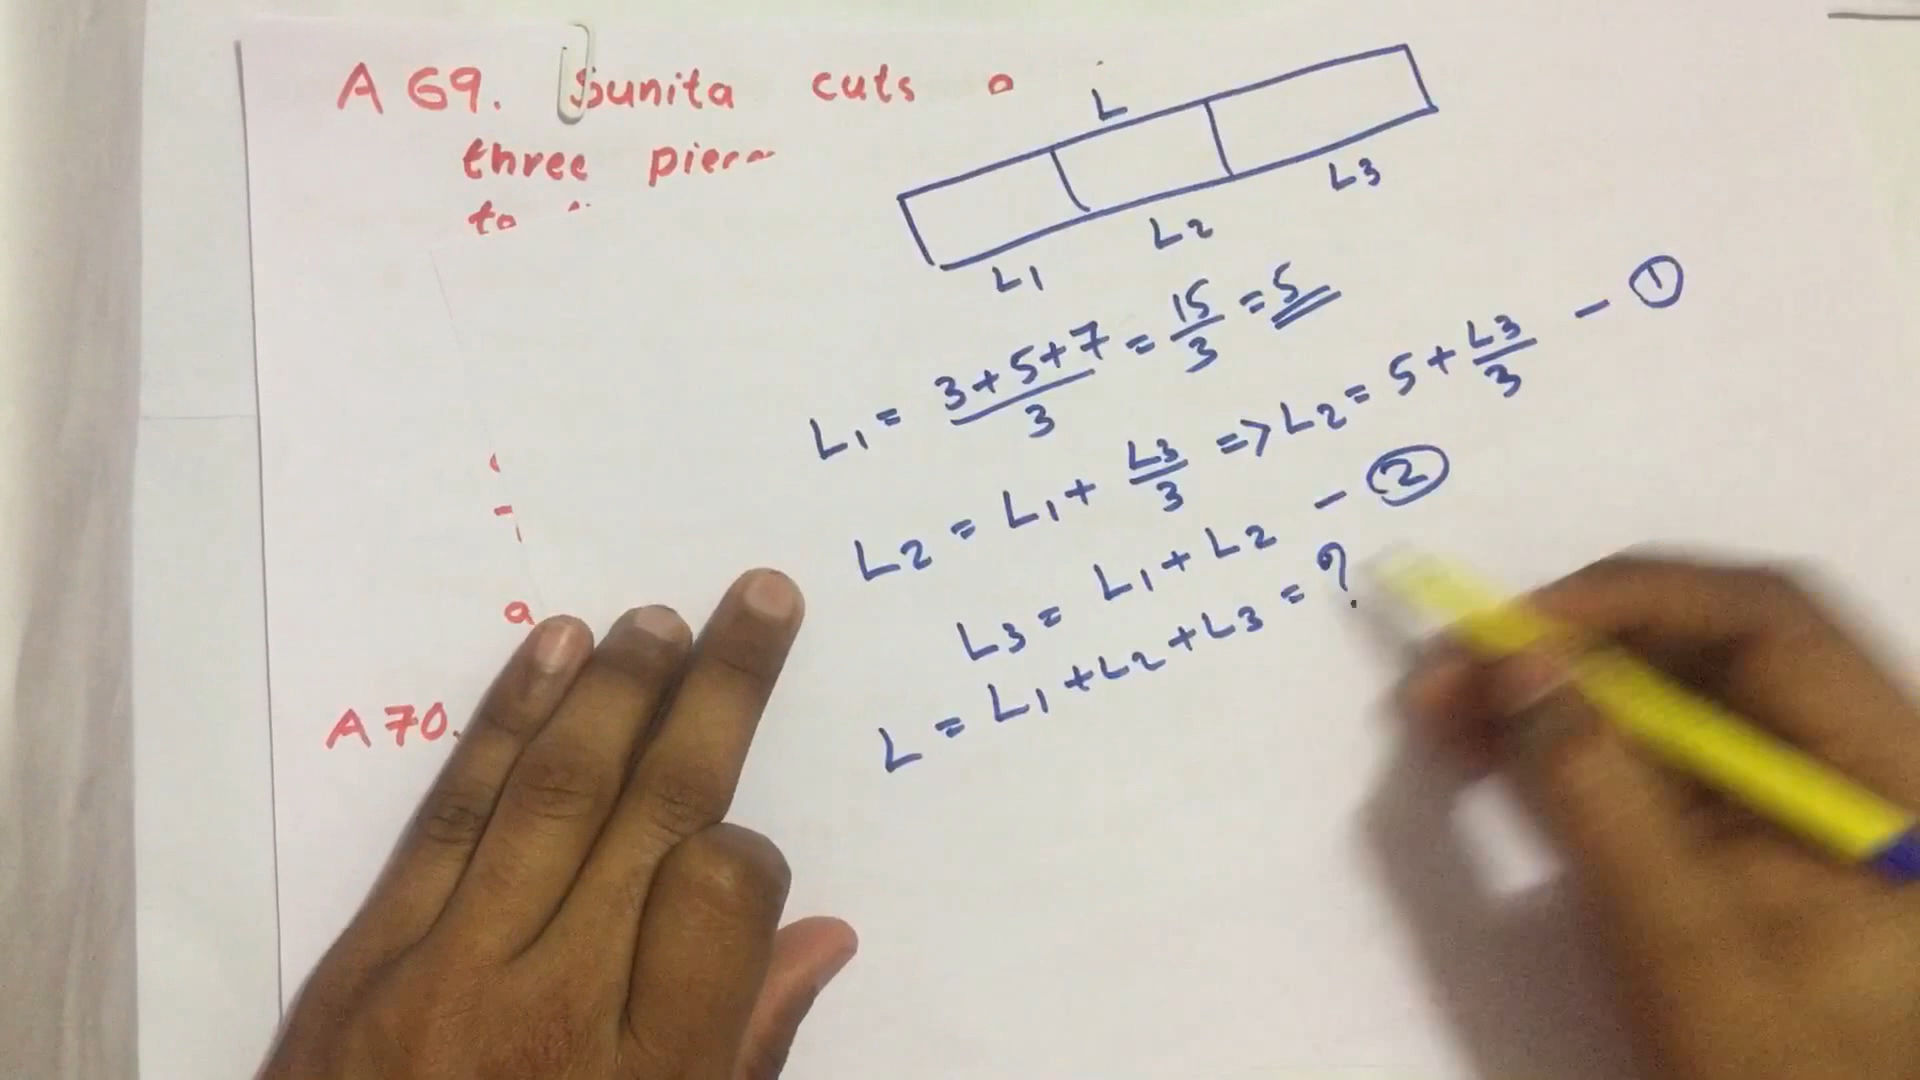 A 69. Sunita cuts a
three
to
a
A 70.
L
L1 L2 L3
L1 = 3+5+7/3 = 15/3 = 5
L2 = L1 + L3/3 => L2 = 5 + L3/3 - ①
L3 = L1 + L2 - ②
L = L1 + L2 + L3 = ?